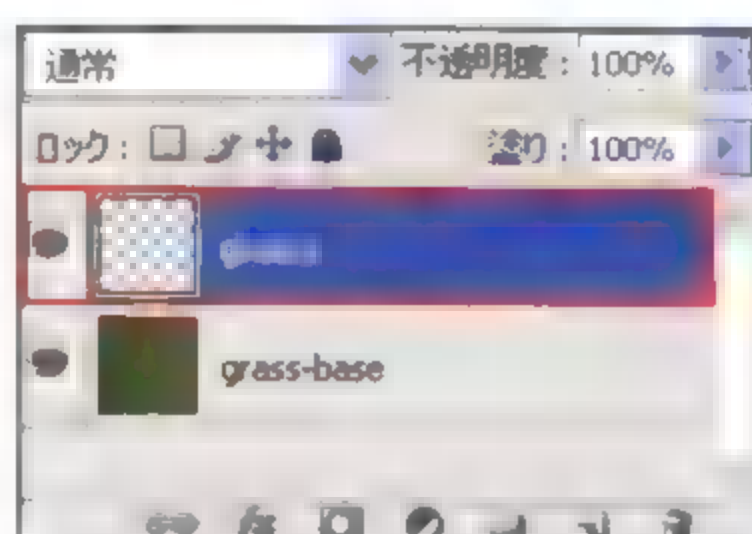 通常 不透明度 : 100%
ロック : 塗り : 100%
grass-base